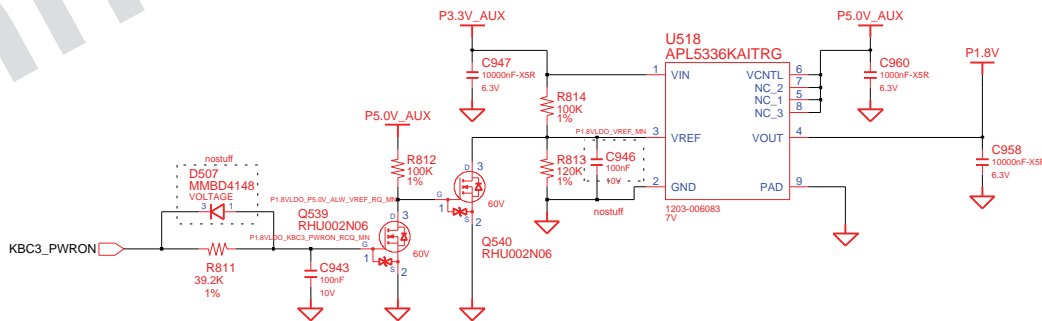 P3.3V_AUX
P5.0V_AUX
P1.8V
U518
APL5336KAITRG
C947
10000nF-X5R
6.3V
1 VIN
VCNTL 6
NC_2 7
NC_1 5
NC_3 8
C960
1000nF-X5R
6.3V
R814
100K
1%
P5.0V_AUX
P1.8VLDO_VREF_MN
3 VREF
VOUT 4
C958
10000nF-X5R
6.3V
R812
100K
1%
D 3
G 1
S 2
60V
R813
120K
1%
C946
100nF
10V
nostuff
2 GND
PAD 9
1203-006083
7V
nostuff
D507
MMBD4148
VOLTAGE
3 1
P1.8VLDO_P5.0V_ALW_VREF_RQ_MN
Q539
RHU002N06
P1.8VLDO_KBC3_PWRON_RCQ_MN
D 3
G 1
S 2
60V
Q540
RHU002N06
KBC3_PWRON
R811
39.2K
1%
C943
100nF
10V